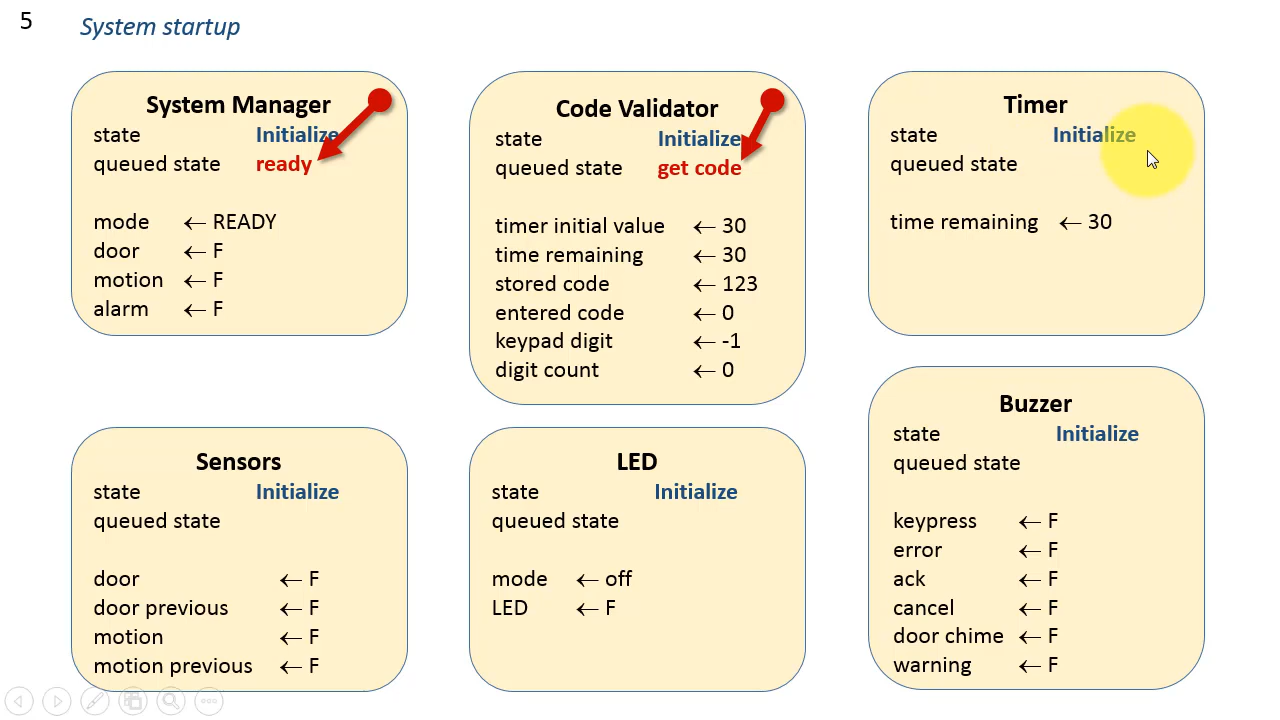 5
System startup
System Manager
state Initialize
queued state ready
mode ← READY
door ← F
motion ← F
alarm ← F
Code Validator
state Initialize
queued state get code
timer initial value ← 30
time remaining ← 30
stored code ← 123
entered code ← 0
keypad digit ← -1
digit count ← 0
Timer
state Initialize
queued state
time remaining ← 30
Sensors
state Initialize
queued state
door ← F
door previous ← F
motion ← F
motion previous ← F
LED
state Initialize
queued state
mode ← off
LED ← F
Buzzer
state Initialize
queued state
keypress ← F
error ← F
ack ← F
cancel ← F
door chime ← F
warning ← F